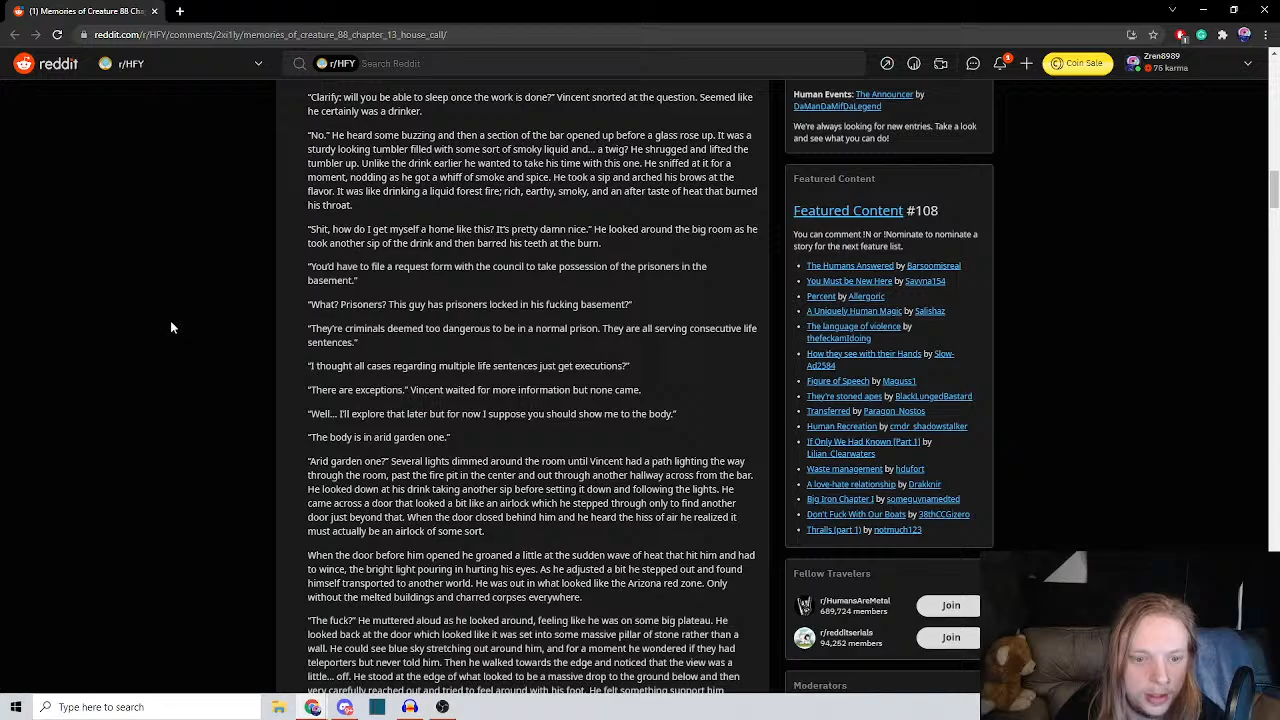 (1) Memories of Creature 88 Cha
reddit.com/r/HFY/comments/2xi1ly/memories_of_creature_88_chapter_13_house_call/
reddit
r/HFY
r/HFY Search Reddit
1
Coin Sale
Zren8989
75 karma
"Clarify: will you be able to sleep once the work is done?" Vincent snorted at the question. Seemed like
he certainly was a drinker.
"No." He heard some buzzing and then a section of the bar opened up before a glass rose up. It was a
sturdy looking tumbler filled with some sort of smoky liquid and... a twig? He shrugged and lifted the
tumbler up. Unlike the drink earlier he wanted to take his time with this one. He sniffed at it for a
moment, nodding as he got a whiff of smoke and spice. He took a sip and arched his brows at the
flavor. It was like drinking a liquid forest fire; rich, earthy, smoky, and an after taste of heat that burned
his throat.
"Shit, how do I get myself a home like this? It's pretty damn nice." He looked around the big room as he
took another sip of the drink and then barred his teeth at the burn.
"You'd have to file a request form with the council to take possession of the prisoners in the
basement."
"What? Prisoners? This guy has prisoners locked in his fucking basement?"
"They're criminals deemed too dangerous to be in a normal prison. They are all serving consecutive life
sentences."
"I thought all cases regarding multiple life sentences just get executions?"
"There are exceptions." Vincent waited for more information but none came.
"Well... I'll explore that later but for now I suppose you should show me to the body."
"The body is in arid garden one."
"Arid garden one?" Several lights dimmed around the room until Vincent had a path lighting the way
through the room, past the fire pit in the center and out through another hallway across from the bar.
He looked down at his drink taking another sip before setting it down and following the lights. He
came across a door that looked a bit like an airlock which he stepped through only to find another
door just beyond that. When the door closed behind him and he heard the hiss of air he realized it
must actually be an airlock of some sort.
When the door before him opened he groaned a little at the sudden wave of heat that hit him and had
to wince, the bright light pouring in hurting his eyes. As he adjusted a bit he stepped out and found
himself transported to another world. He was out in what looked like the Arizona red zone. Only
without the melted buildings and charred corpses everywhere.
"The fuck?" He muttered aloud as he looked around, feeling like he was on some big plateau. He
looked back at the door which looked like it was set into some massive pillar of stone rather than a
wall. He could see blue sky stretching out around him, and for a moment he wondered if they had
teleporters but never told him. Then he walked towards the edge and noticed that the view was a
little... off. He stood at the edge of what looked to be a massive drop to the ground below and then
very carefully reached out and tried to feel around with his foot. He felt something support him
Human Events: The Announcer by
DaManDaMifDaLegend
We're always looking for new entries. Take a look
and see what you can do!
Featured Content
Featured Content #108
You can comment !N or !Nominate to nominate a
story for the next feature list.
The Humans Answered by Barsoomisreal
You Must be New Here by Savvna154
Percent by Allergoric
A Uniquely Human Magic by Salishaz
The language of violence by
thefeckamIdoing
How they see with their Hands by Slow-
Ad2584
Figure of Speech by Maguss1
They're stoned apes by BlackLungedBastard
Transferred by Paragon_Nostos
Human Recreation by cmdr_shadowstalker
If Only We Had Known [Part 1] by
Lilian_Clearwaters
Waste management by hdufort
A love-hate relationship by Drakknir
Big Iron Chapter I by someguynamedted
Don't Fuck With Our Boats by 38thCCGizero
Thralls (part 1) by notmuch123
Fellow Travelers
r/HumansAreMetal
689,724 members
Join
r/redditserials
94,252 members
Join
Moderators
Type here to search